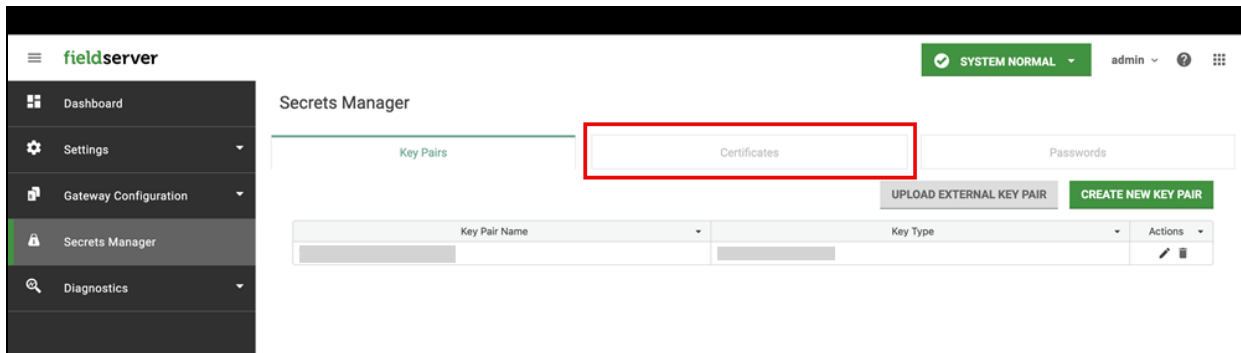 fieldserver
SYSTEM NORMAL
admin
Dashboard
Secrets Manager
Settings
Key Pairs
Certificates
Passwords
Gateway Configuration
UPLOAD EXTERNAL KEY PAIR
CREATE NEW KEY PAIR
Key Pair Name
Key Type
Actions
Secrets Manager
Diagnostics